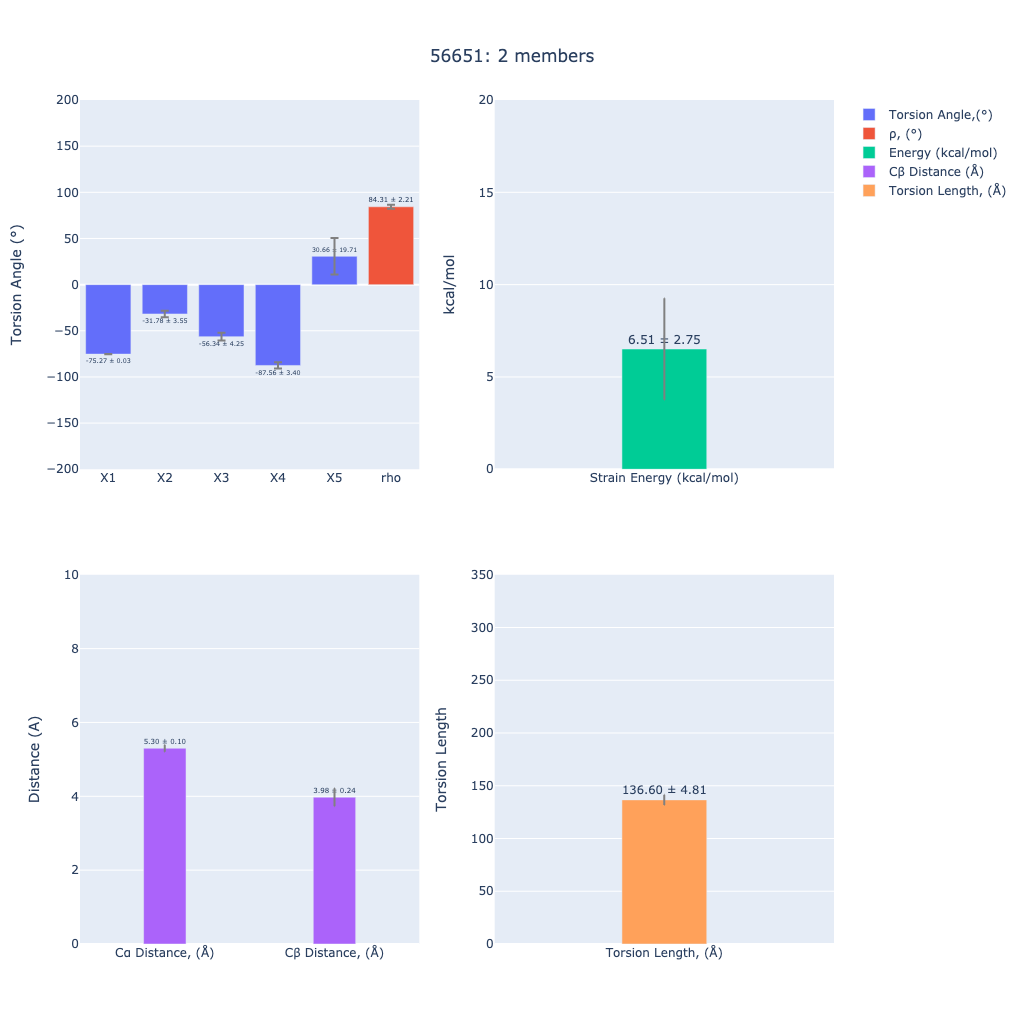 56651: 2 members
Torsion Angle,(°)
ρ, (°)
Energy (kcal/mol)
Cβ Distance (Å)
Torsion Length, (Å)
Torsion Angle (°)
200
150
100
50
0
−50
−100
−150
−200
-75.27 ± 0.03
-31.78 ± 3.55
-56.34 ± 4.25
-87.56 ± 3.40
30.66 ± 19.71
84.31 ± 2.21
X1 X2 X3 X4 X5 rho
kcal/mol
20
15
10
5
0
6.51 ± 2.75
Strain Energy (kcal/mol)
Distance (A)
10
8
6
4
2
0
5.30 ± 0.10
3.98 ± 0.24
Cα Distance, (Å) Cβ Distance, (Å)
Torsion Length
350
300
250
200
150
100
50
0
136.60 ± 4.81
Torsion Length, (Å)